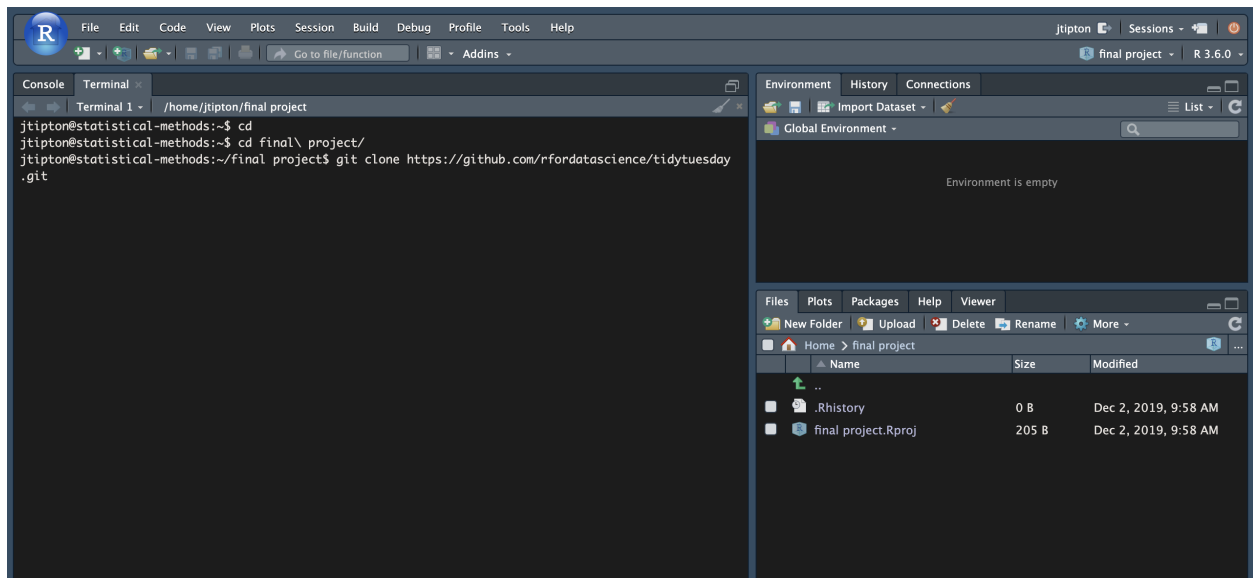 R File Edit Code View Plots Session Build Debug Profile Tools Help jtipton Sessions
Go to file/function Addins final project R 3.6.0
Console Terminal
Terminal 1 /home/jtipton/final project
jtipton@statistical-methods:~$ cd
jtipton@statistical-methods:~$ cd final\ project/
jtipton@statistical-methods:~/final project$ git clone https://github.com/rfordatascience/tidytuesday
.git
Environment History Connections
Import Dataset List
Global Environment
Environment is empty
Files Plots Packages Help Viewer
New Folder Upload Delete Rename More
Home final project R ...
Name Size Modified
..
.Rhistory 0 B Dec 2, 2019, 9:58 AM
final project.Rproj 205 B Dec 2, 2019, 9:58 AM